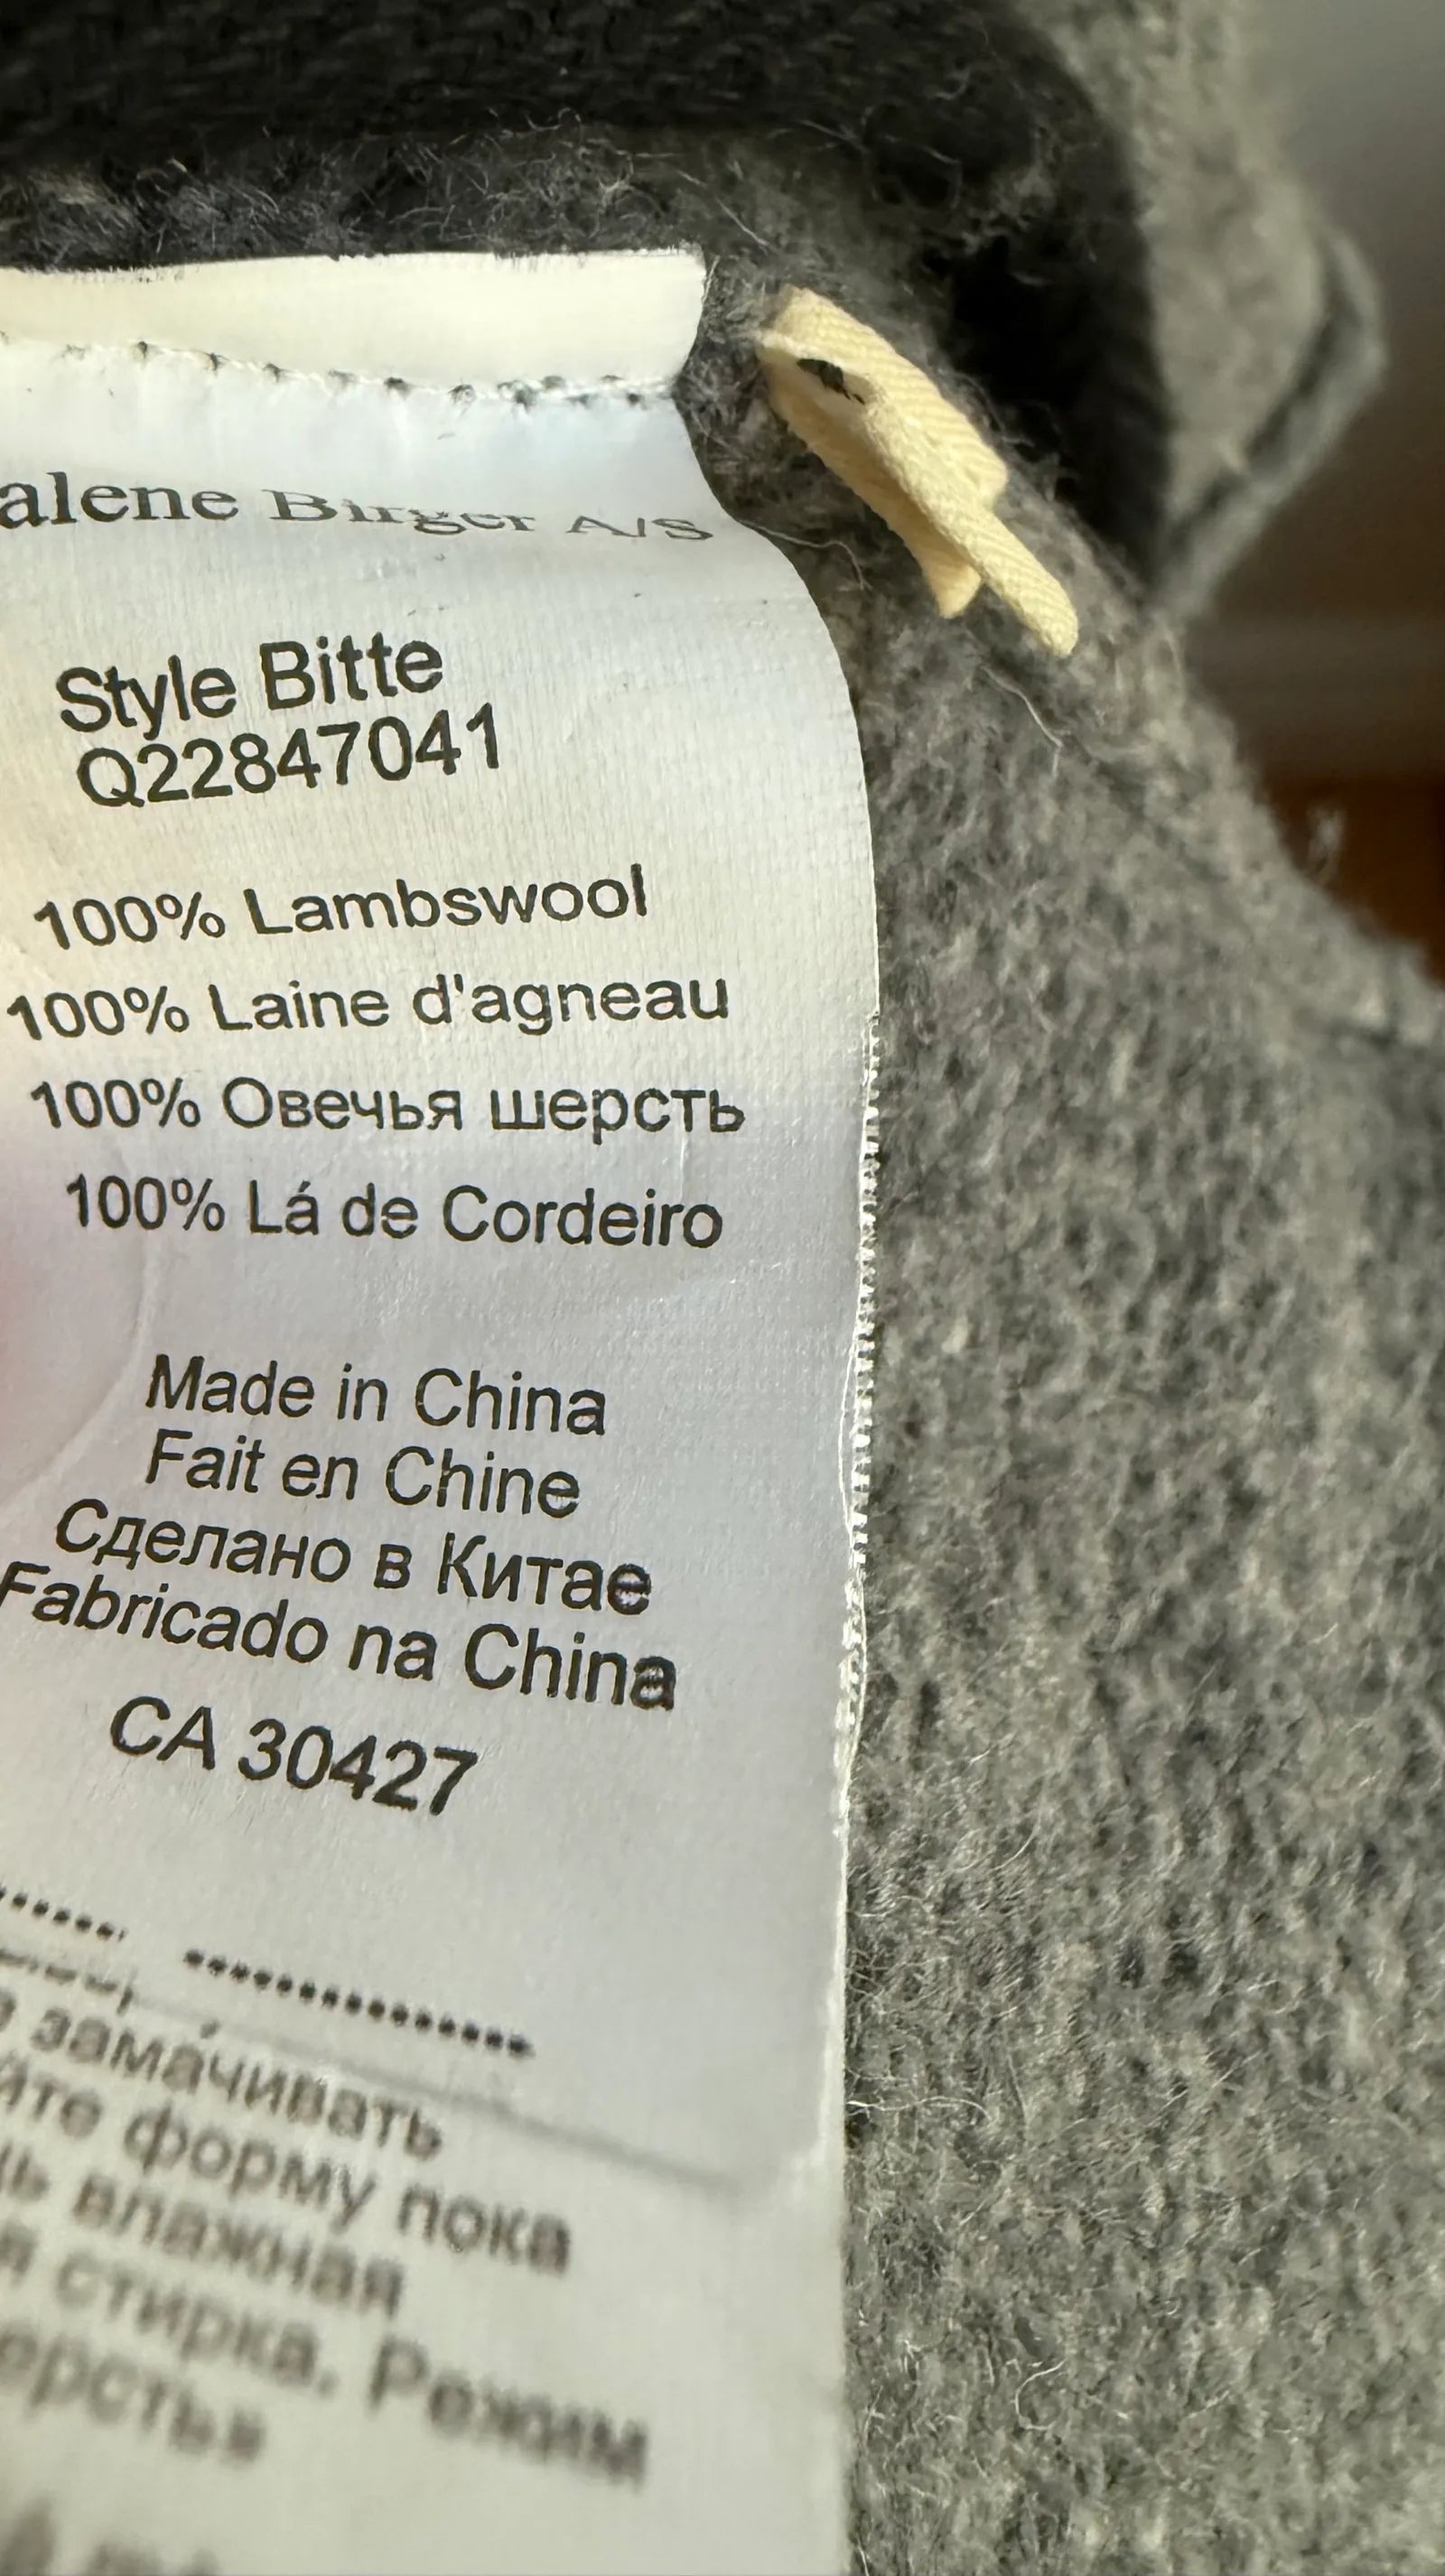 alene Birger A/S
Style Bitte
Q22847041
100% Lambswool
100% Laine d'agneau
100% Овечья шерсть
100% Lá de Cordeiro
Made in China
Fait en Chine
Сделано в Китае
Fabricado na China
CA 30427
замачивать
форму пока
влажная
стирка. Режим